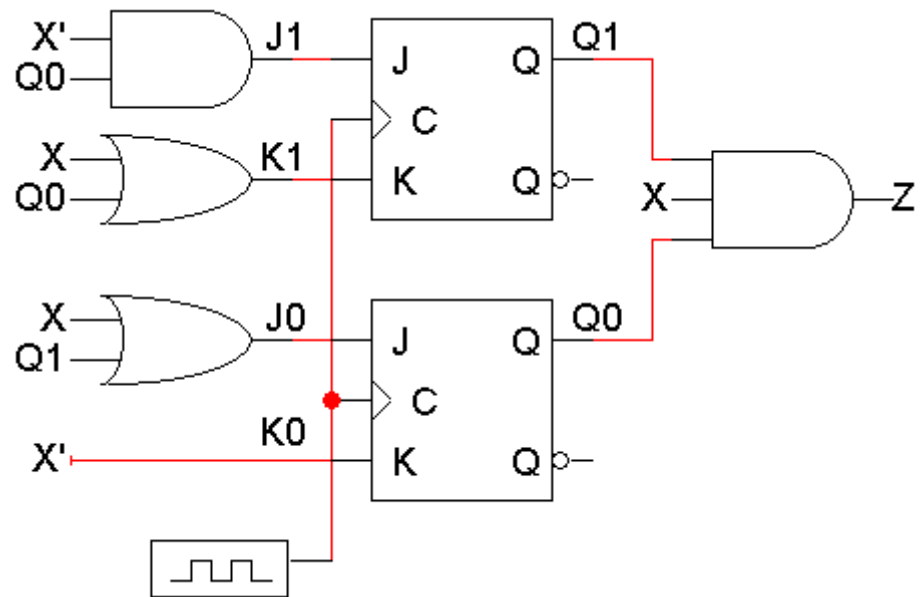 X' J1 Q1
Q0 J Q
C
X K1
Q0 K Q
X Z
X J0 Q0
Q1 J Q
C
K0
X' K Q